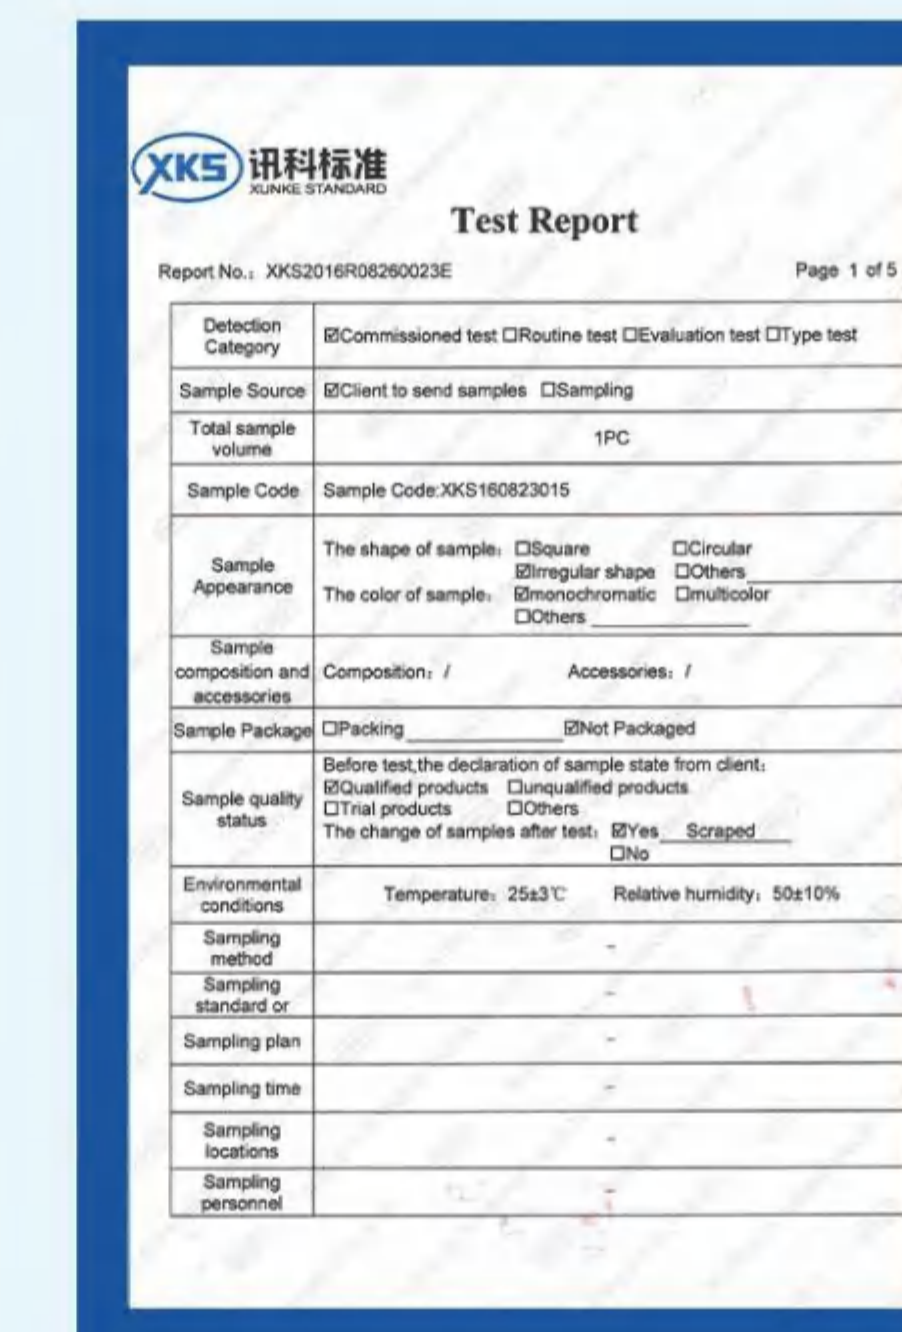 XKS 讯科标准
XUNKE STANDARD
Test Report
Report No.: XKS2016R08260023E
Page 1 of 5
Detection
Category
☑Commissioned test ☐Routine test ☐Evaluation test ☐Type test
Sample Source
☑Client to send samples ☐Sampling
Total sample
volume
1PC
Sample Code
Sample Code:XKS160823015
Sample
Appearance
The shape of sample: ☐Square ☐Circular
☑Irregular shape ☐Others
The color of sample: ☑monochromatic ☐multicolor
☐Others
Sample
composition and
accessories
Composition: / Accessories: /
Sample Package
☐Packing ☑Not Packaged
Sample quality
status
Before test,the declaration of sample state from client:
☑Qualified products ☐unqualified products
☐Trial products ☐Others
The change of samples after test: ☑Yes Scraped
☐No
Environmental
conditions
Temperature: 25±3℃ Relative humidity: 50±10%
Sampling
method
-
Sampling
standard or
-
Sampling plan
-
Sampling time
-
Sampling
locations
-
Sampling
personnel
-